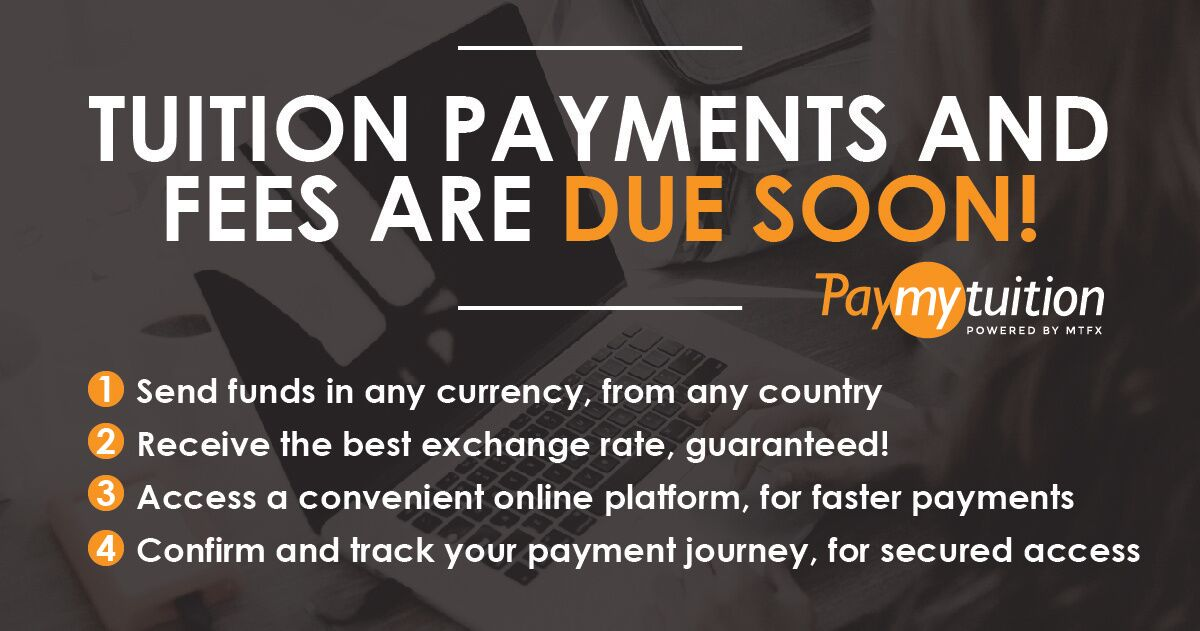 TUITION PAYMENTS AND
FEES ARE DUE SOON!
Paymytuition
POWERED BY MTFX
1 Send funds in any currency, from any country
2 Receive the best exchange rate, guaranteed!
3 Access a convenient online platform, for faster payments
4 Confirm and track your payment journey, for secured access